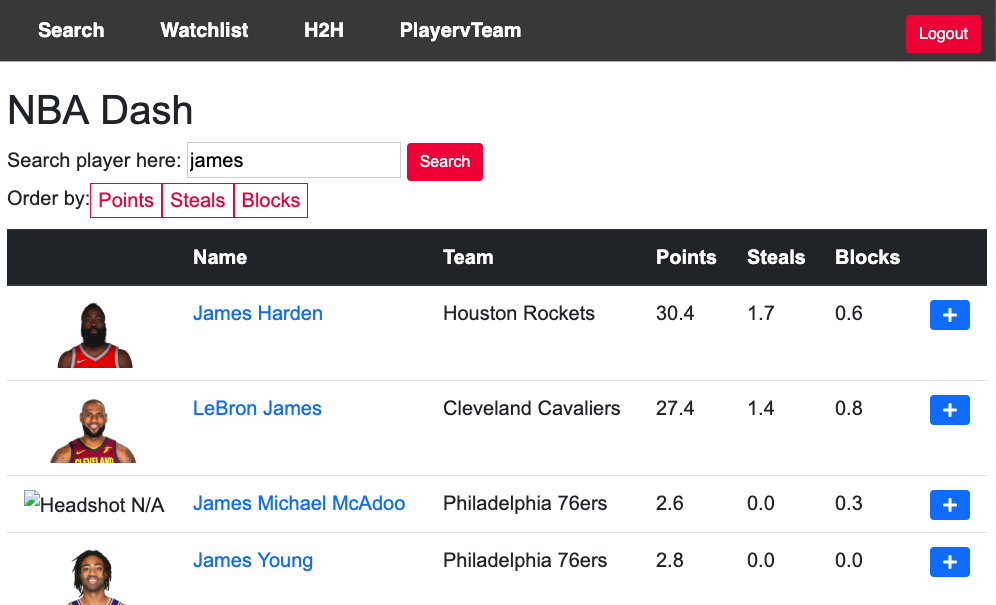 Search Watchlist H2H PlayervTeam Logout
NBA Dash
Search player here: james Search
Order by: Points Steals Blocks
Name Team Points Steals Blocks
James Harden Houston Rockets 30.4 1.7 0.6 +
LeBron James Cleveland Cavaliers 27.4 1.4 0.8 +
CLEVELAND
Headshot N/A James Michael McAdoo Philadelphia 76ers 2.6 0.0 0.3 +
James Young Philadelphia 76ers 2.8 0.0 0.0 +